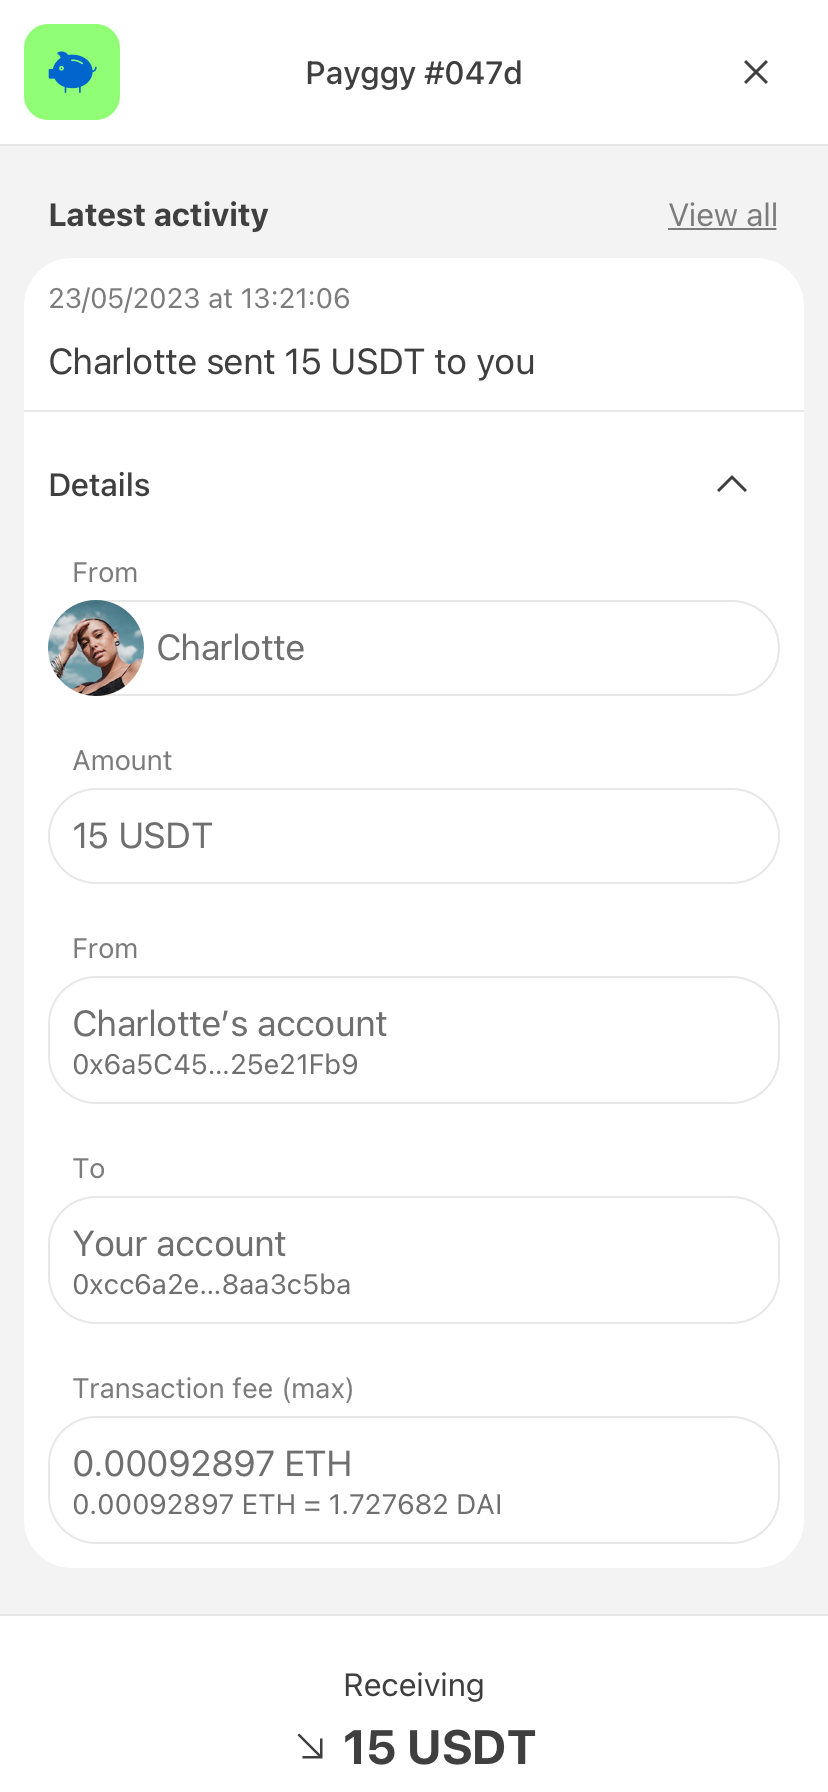 Payggy #047d
Latest activity
View all
23/05/2023 at 13:21:06
Charlotte sent 15 USDT to you
Details
From
Charlotte
Amount
15 USDT
From
Charlotte’s account
0x6a5C45...25e21Fb9
To
Your account
0xcc6a2e...8aa3c5ba
Transaction fee (max)
0.00092897 ETH
0.00092897 ETH = 1.727682 DAI
Receiving
15 USDT